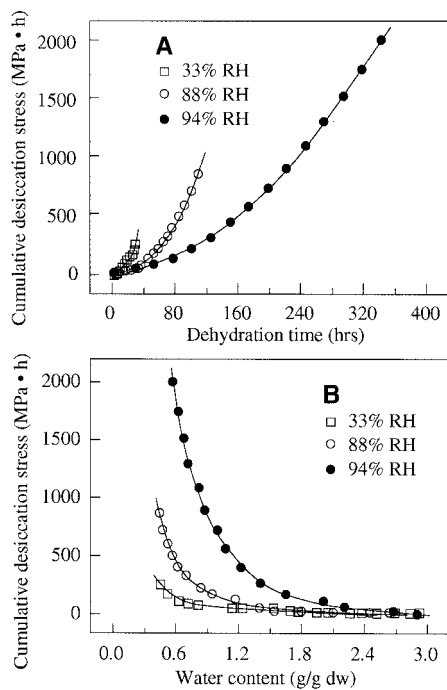 Cumulative desiccation stress (MPa • h)
A
33% RH
88% RH
94% RH
2000
1500
1000
500
0
0 80 160 240 320 400
Dehydration time (hrs)
Cumulative desiccation stress (MPa • h)
B
33% RH
88% RH
94% RH
2000
1500
1000
500
0
0.0 0.6 1.2 1.8 2.4 3.0
Water content (g/g dw)